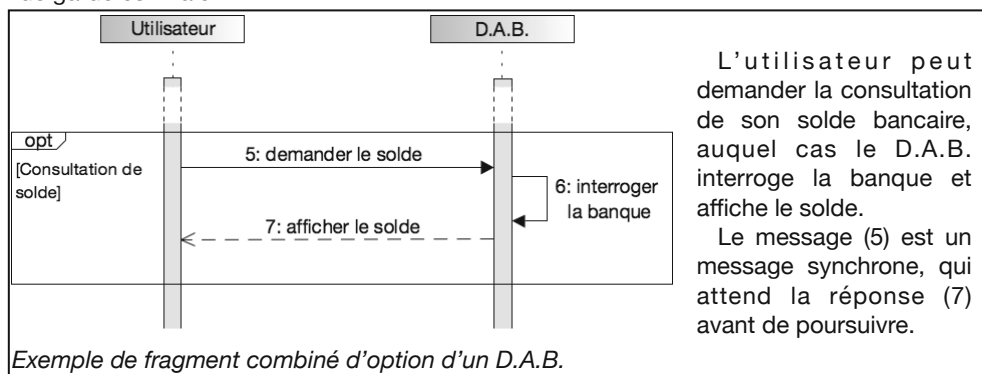 Utilisateur
D.A.B.
opt
[Consultation de
solde]
5: demander le solde
6: interroger
la banque
7: afficher le solde
L'utilisateur peut
demander la consultation
de son solde bancaire,
auquel cas le D.A.B.
interroge la banque et
affiche le solde.
Le message (5) est un
message synchrone, qui
attend la réponse (7)
avant de poursuivre.
Exemple de fragment combiné d'option d'un D.A.B.